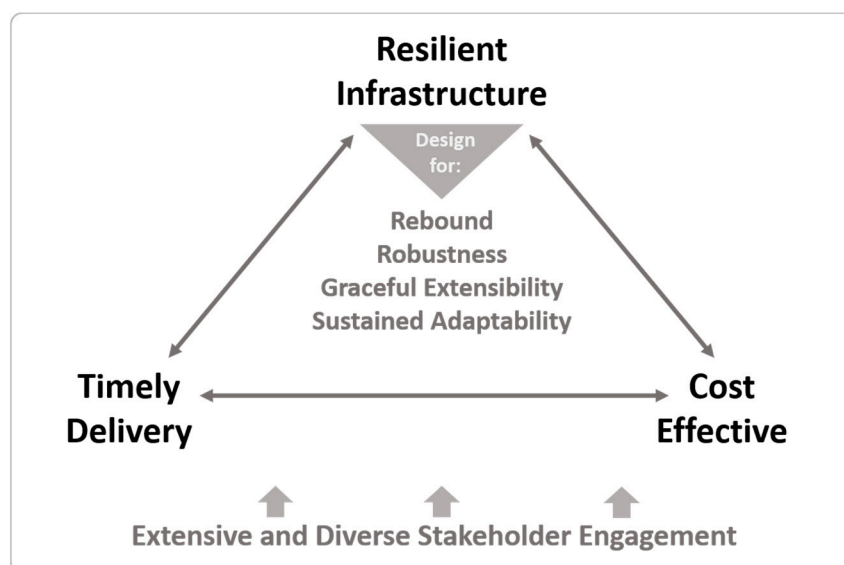 Resilient
Infrastructure
Design
for:
Rebound
Robustness
Graceful Extensibility
Sustained Adaptability
Timely
Delivery
Cost
Effective
Extensive and Diverse Stakeholder Engagement